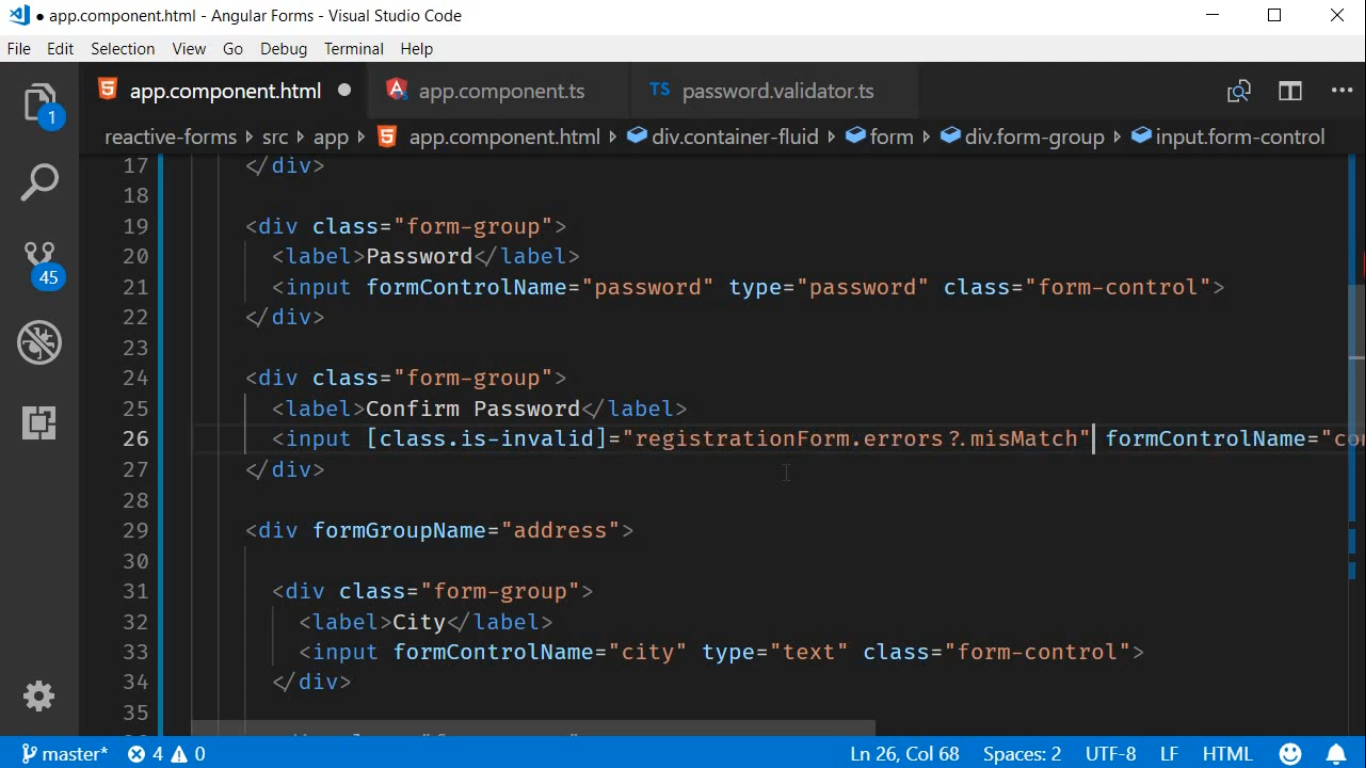 app.component.html - Angular Forms - Visual Studio Code
File Edit Selection View Go Debug Terminal Help
1
app.component.html app.component.ts TS password.validator.ts
reactive-forms src app app.component.html div.container-fluid form div.form-group input.form-control
17 </div>
18
19 <div class="form-group">
20 <label>Password</label>
21 <input formControlName="password" type="password" class="form-control">
22 </div>
23
24 <div class="form-group">
25 <label>Confirm Password</label>
26 <input [class.is-invalid]="registrationForm.errors?.misMatch" formControlName="co
27 </div>
28
29 <div formGroupName="address">
30
31 <div class="form-group">
32 <label>City</label>
33 <input formControlName="city" type="text" class="form-control">
34 </div>
35
45
master* 4 0 Ln 26, Col 68 Spaces: 2 UTF-8 LF HTML